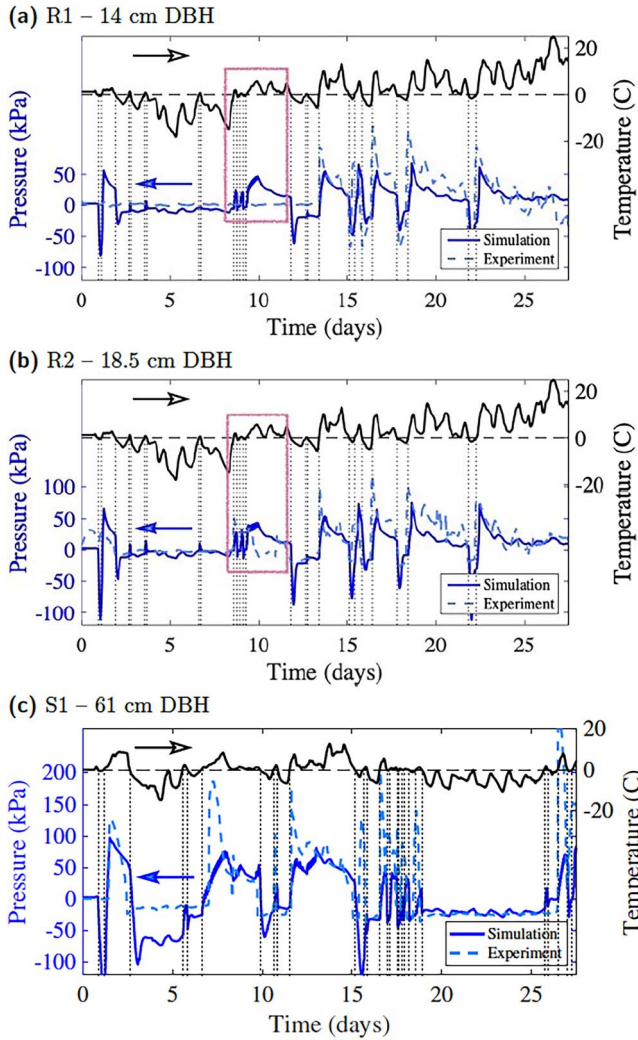 (a) R1 – 14 cm DBH
Pressure (kPa)
50
0
-50
-100
20
0
-20
Temperature (C)
Simulation
Experiment
0 5 10 15 20 25
Time (days)
(b) R2 – 18.5 cm DBH
Pressure (kPa)
100
50
0
-50
-100
20
0
-20
Temperature (C)
Simulation
Experiment
0 5 10 15 20 25
Time (days)
(c) S1 – 61 cm DBH
Pressure (kPa)
200
150
100
50
0
-50
-100
20
0
-20
Temperature (C)
Simulation
Experiment
0 5 10 15 20 25
Time (days)